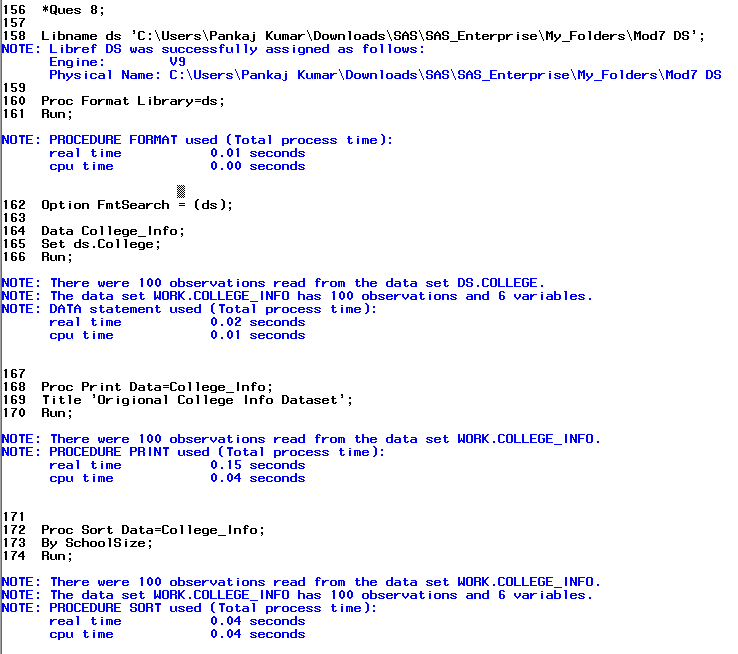 156  *Ques 8;
157
158  Libname ds 'C:\Users\Pankaj Kumar\Downloads\SAS\SAS_Enterprise\My_Folders\Mod7 DS';
NOTE: Libref DS was successfully assigned as follows:
      Engine:        V9
      Physical Name: C:\Users\Pankaj Kumar\Downloads\SAS\SAS_Enterprise\My_Folders\Mod7 DS
159
160  Proc Format Library=ds;
161  Run;

NOTE: PROCEDURE FORMAT used (Total process time):
      real time           0.01 seconds
      cpu time            0.00 seconds

162  Option FmtSearch = (ds);
163
164  Data College_Info;
165  Set ds.College;
166  Run;

NOTE: There were 100 observations read from the data set DS.COLLEGE.
NOTE: The data set WORK.COLLEGE_INFO has 100 observations and 6 variables.
NOTE: DATA statement used (Total process time):
      real time           0.02 seconds
      cpu time            0.01 seconds

167
168  Proc Print Data=College_Info;
169  Title 'Origional College Info Dataset';
170  Run;

NOTE: There were 100 observations read from the data set WORK.COLLEGE_INFO.
NOTE: PROCEDURE PRINT used (Total process time):
      real time           0.15 seconds
      cpu time            0.04 seconds

171
172  Proc Sort Data=College_Info;
173  By SchoolSize;
174  Run;

NOTE: There were 100 observations read from the data set WORK.COLLEGE_INFO.
NOTE: The data set WORK.COLLEGE_INFO has 100 observations and 6 variables.
NOTE: PROCEDURE SORT used (Total process time):
      real time           0.04 seconds
      cpu time            0.04 seconds